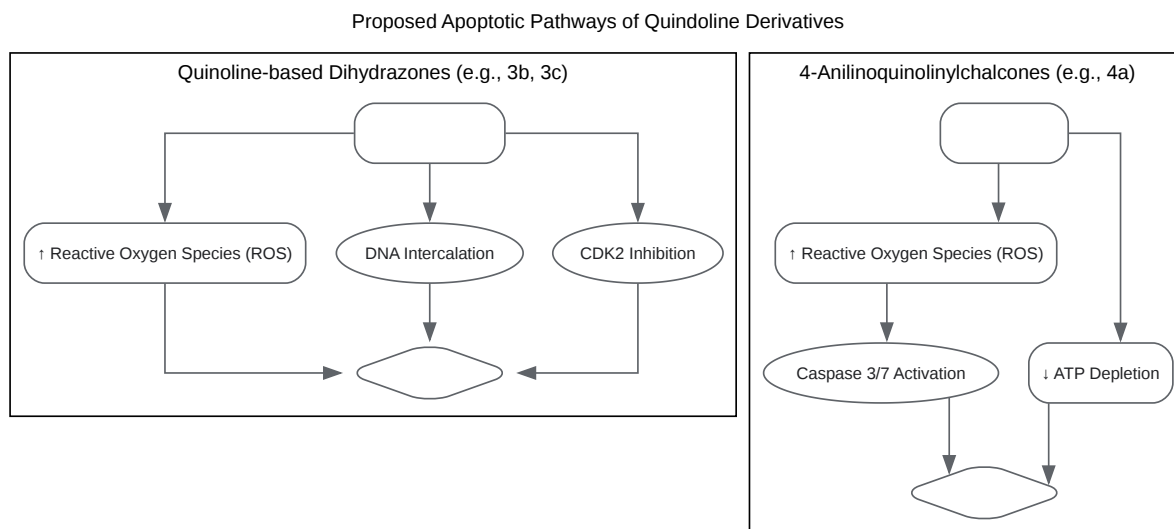 Proposed Apoptotic Pathways of Quindoline Derivatives
Quinoline-based Dihydrazones (e.g., 3b, 3c)
↑ Reactive Oxygen Species (ROS)
DNA Intercalation
CDK2 Inhibition
4-Anilinoquinolinylchalcones (e.g., 4a)
↑ Reactive Oxygen Species (ROS)
Caspase 3/7 Activation
↓ ATP Depletion